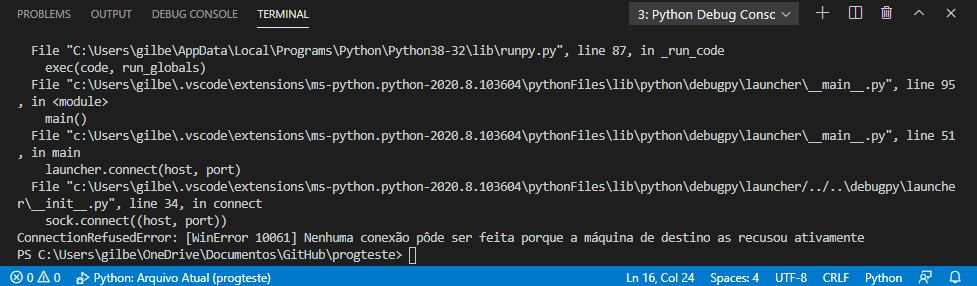 PROBLEMS OUTPUT DEBUG CONSOLE TERMINAL 3: Python Debug Consc
File "C:\Users\gilbe\AppData\Local\Programs\Python\Python38-32\lib\runpy.py", line 87, in _run_code
exec(code, run_globals)
File "c:\Users\gilbe\.vscode\extensions\ms-python.python-2020.8.103604\pythonFiles\lib\python\debugpy\launcher\__main__.py", line 95
, in <module>
main()
File "c:\Users\gilbe\.vscode\extensions\ms-python.python-2020.8.103604\pythonFiles\lib\python\debugpy\launcher\__main__.py", line 51
, in main
launcher.connect(host, port)
File "c:\Users\gilbe\.vscode\extensions\ms-python.python-2020.8.103604\pythonFiles\lib\python\debugpy\launcher/../..\debugpy\launche
r\__init__.py", line 34, in connect
sock.connect((host, port))
ConnectionRefusedError: [WinError 10061] Nenhuma conexão pôde ser feita porque a máquina de destino as recusou ativamente
PS C:\Users\gilbe\OneDrive\Documentos\GitHub\progteste>
0 0 Python: Arquivo Atual (progteste) Ln 16, Col 24 Spaces: 4 UTF-8 CRLF Python